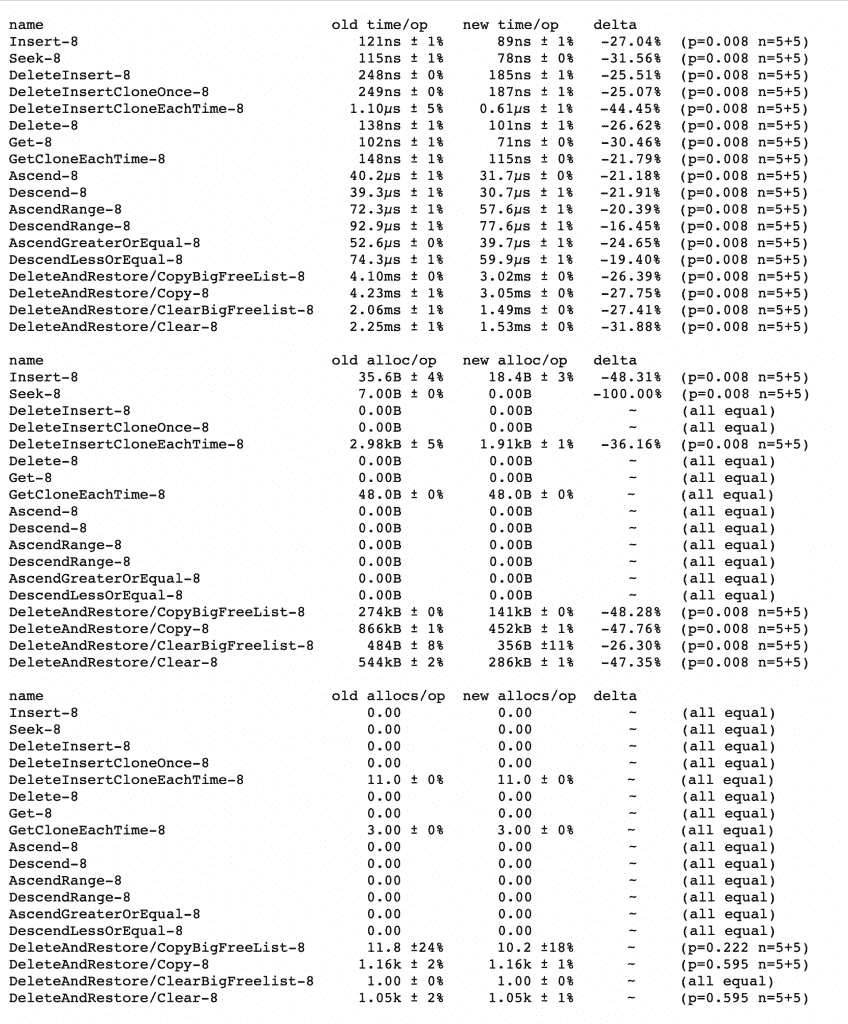 name old time/op new time/op delta
Insert-8 121ns ± 1% 89ns ± 1% -27.04% (p=0.008 n=5+5)
Seek-8 115ns ± 1% 78ns ± 0% -31.56% (p=0.008 n=5+5)
DeleteInsert-8 248ns ± 0% 185ns ± 1% -25.51% (p=0.008 n=5+5)
DeleteInsertCloneOnce-8 249ns ± 0% 187ns ± 1% -25.07% (p=0.008 n=5+5)
DeleteInsertCloneEachTime-8 1.10µs ± 5% 0.61µs ± 1% -44.45% (p=0.008 n=5+5)
Delete-8 138ns ± 1% 101ns ± 1% -26.62% (p=0.008 n=5+5)
Get-8 102ns ± 1% 71ns ± 0% -30.46% (p=0.008 n=5+5)
GetCloneEachTime-8 148ns ± 1% 115ns ± 0% -21.79% (p=0.008 n=5+5)
Ascend-8 40.2µs ± 1% 31.7µs ± 0% -21.18% (p=0.008 n=5+5)
Descend-8 39.3µs ± 1% 30.7µs ± 1% -21.91% (p=0.008 n=5+5)
AscendRange-8 72.3µs ± 1% 57.6µs ± 1% -20.39% (p=0.008 n=5+5)
DescendRange-8 92.9µs ± 1% 77.6µs ± 1% -16.45% (p=0.008 n=5+5)
AscendGreaterOrEqual-8 52.6µs ± 0% 39.7µs ± 1% -24.65% (p=0.008 n=5+5)
DescendLessOrEqual-8 74.3µs ± 1% 59.9µs ± 1% -19.40% (p=0.008 n=5+5)
DeleteAndRestore/CopyBigFreeList-8 4.10ms ± 0% 3.02ms ± 0% -26.39% (p=0.008 n=5+5)
DeleteAndRestore/Copy-8 4.23ms ± 1% 3.05ms ± 0% -27.75% (p=0.008 n=5+5)
DeleteAndRestore/ClearBigFreelist-8 2.06ms ± 1% 1.49ms ± 0% -27.41% (p=0.008 n=5+5)
DeleteAndRestore/Clear-8 2.25ms ± 1% 1.53ms ± 0% -31.88% (p=0.008 n=5+5)
name old alloc/op new alloc/op delta
Insert-8 35.6B ± 4% 18.4B ± 3% -48.31% (p=0.008 n=5+5)
Seek-8 7.00B ± 0% 0.00B -100.00% (p=0.008 n=5+5)
DeleteInsert-8 0.00B 0.00B ~ (all equal)
DeleteInsertCloneOnce-8 0.00B 0.00B ~ (all equal)
DeleteInsertCloneEachTime-8 2.98kB ± 5% 1.91kB ± 1% -36.16% (p=0.008 n=5+5)
Delete-8 0.00B 0.00B ~ (all equal)
Get-8 0.00B 0.00B ~ (all equal)
GetCloneEachTime-8 48.0B ± 0% 48.0B ± 0% ~ (all equal)
Ascend-8 0.00B 0.00B ~ (all equal)
Descend-8 0.00B 0.00B ~ (all equal)
AscendRange-8 0.00B 0.00B ~ (all equal)
DescendRange-8 0.00B 0.00B ~ (all equal)
AscendGreaterOrEqual-8 0.00B 0.00B ~ (all equal)
DescendLessOrEqual-8 0.00B 0.00B ~ (all equal)
DeleteAndRestore/CopyBigFreeList-8 274kB ± 0% 141kB ± 0% -48.28% (p=0.008 n=5+5)
DeleteAndRestore/Copy-8 866kB ± 1% 452kB ± 1% -47.76% (p=0.008 n=5+5)
DeleteAndRestore/ClearBigFreelist-8 484B ± 8% 356B ±11% -26.30% (p=0.008 n=5+5)
DeleteAndRestore/Clear-8 544kB ± 2% 286kB ± 1% -47.35% (p=0.008 n=5+5)
name old allocs/op new allocs/op delta
Insert-8 0.00 0.00 ~ (all equal)
Seek-8 0.00 0.00 ~ (all equal)
DeleteInsert-8 0.00 0.00 ~ (all equal)
DeleteInsertCloneOnce-8 0.00 0.00 ~ (all equal)
DeleteInsertCloneEachTime-8 11.0 ± 0% 11.0 ± 0% ~ (all equal)
Delete-8 0.00 0.00 ~ (all equal)
Get-8 0.00 0.00 ~ (all equal)
GetCloneEachTime-8 3.00 ± 0% 3.00 ± 0% ~ (all equal)
Ascend-8 0.00 0.00 ~ (all equal)
Descend-8 0.00 0.00 ~ (all equal)
AscendRange-8 0.00 0.00 ~ (all equal)
DescendRange-8 0.00 0.00 ~ (all equal)
AscendGreaterOrEqual-8 0.00 0.00 ~ (all equal)
DescendLessOrEqual-8 0.00 0.00 ~ (all equal)
DeleteAndRestore/CopyBigFreeList-8 11.8 ±24% 10.2 ±18% ~ (p=0.222 n=5+5)
DeleteAndRestore/Copy-8 1.16k ± 2% 1.16k ± 1% ~ (p=0.595 n=5+5)
DeleteAndRestore/ClearBigFreelist-8 1.00 ± 0% 1.00 ± 0% ~ (all equal)
DeleteAndRestore/Clear-8 1.05k ± 2% 1.05k ± 1% ~ (p=0.595 n=5+5)